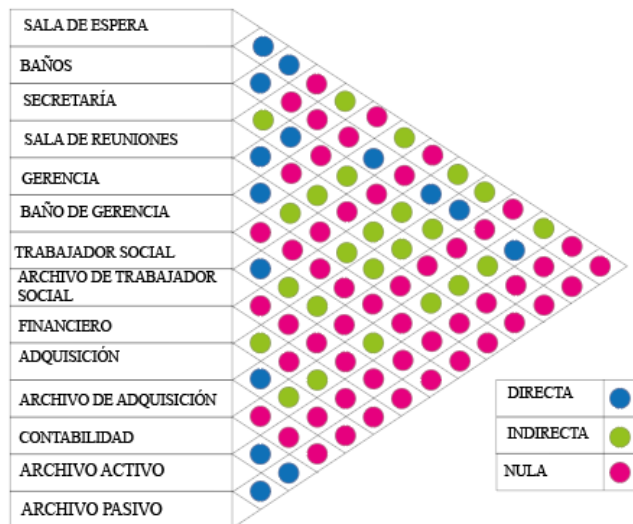 SALA DE ESPERA
BAÑOS
SECRETARÍA
SALA DE REUNIONES
GERENCIA
BAÑO DE GERENCIA
TRABAJADOR SOCIAL
ARCHIVO DE TRABAJADOR
SOCIAL
FINANCIERO
ADQUISICIÓN
ARCHIVO DE ADQUISICIÓN
CONTABILIDAD
ARCHIVO ACTIVO
ARCHIVO PASIVO
DIRECTA
INDIRECTA
NULA